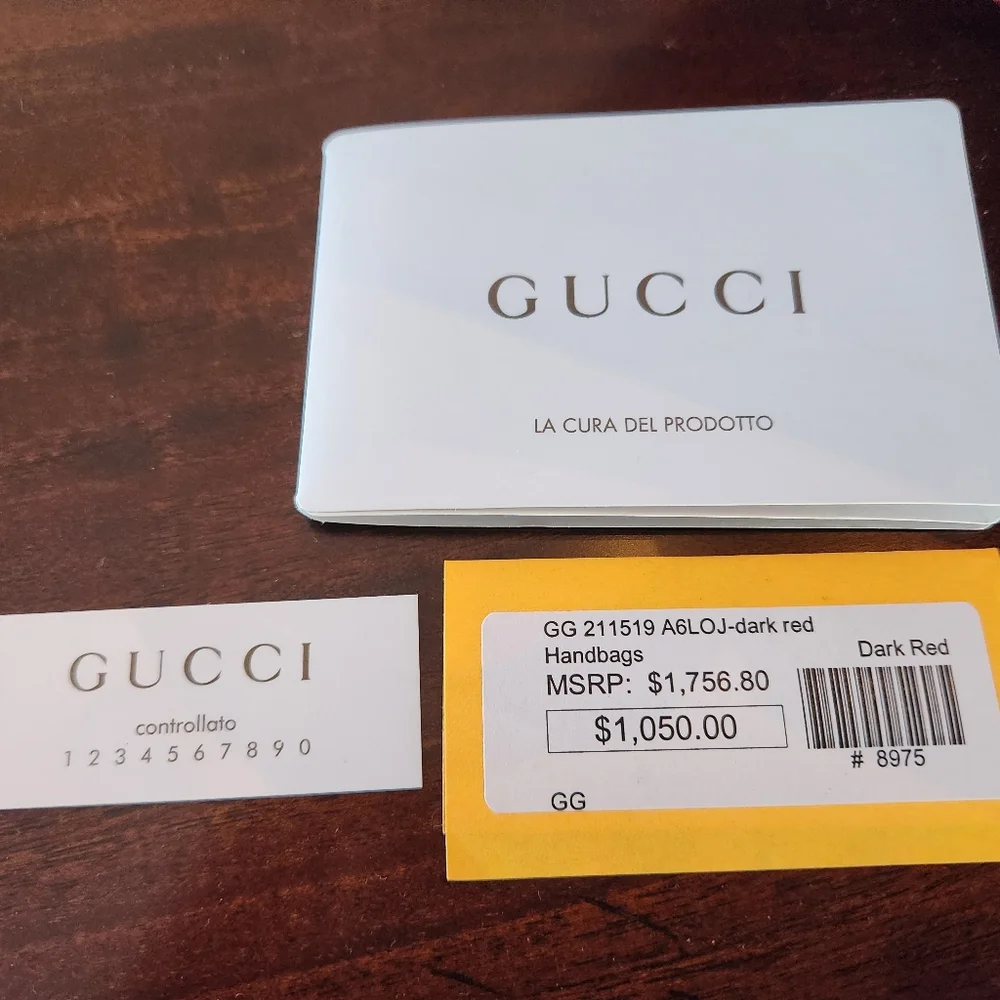 GUCCI
LA CURA DEL PRODOTTO
GUCCI
controllato
1 2 3 4 5 6 7 8 9 0
GG 211519 A6LOJ-dark red
Handbags
Dark Red
MSRP: $1,756.80
$1,050.00
# 8975
GG